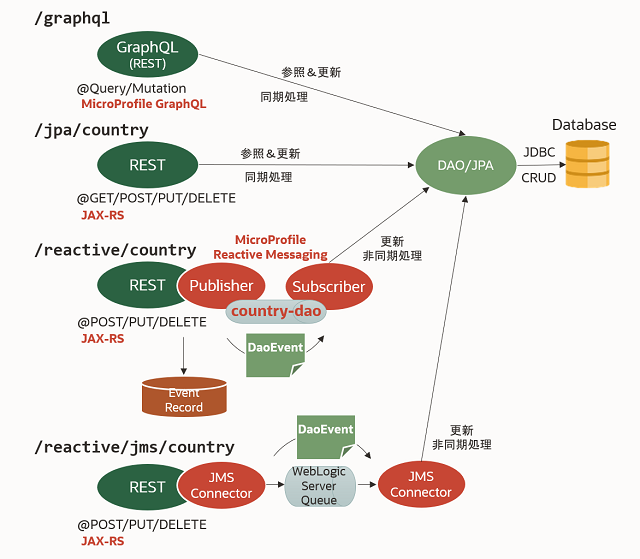 /graphql
GraphQL
(REST)
参照＆更新
同期処理
@Query/Mutation
MicroProfile GraphQL
/jpa/country
REST
参照＆更新
同期処理
@GET/POST/PUT/DELETE
JAX-RS
DAO/JPA
JDBC
CRUD
Database
/reactive/country
MicroProfile
Reactive Messaging
更新
非同期処理
REST
Publisher
Subscriber
country-dao
@POST/PUT/DELETE
JAX-RS
DaoEvent
Event
Record
/reactive/jms/country
DaoEvent
更新
非同期処理
REST
JMS
Connector
WebLogic
Server
Queue
JMS
Connector
@POST/PUT/DELETE
JAX-RS